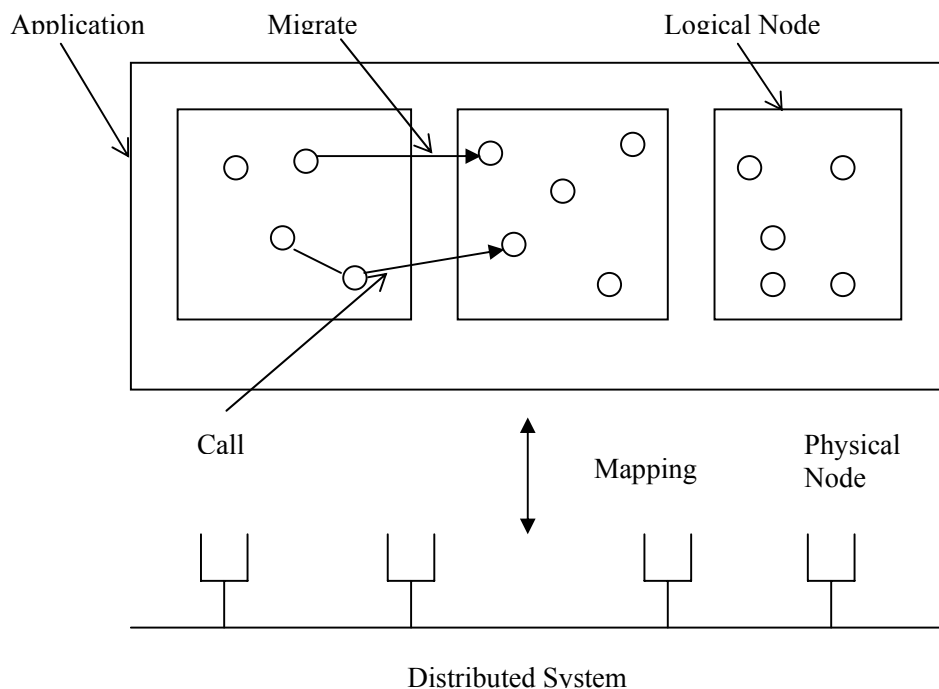 Application
Migrate
Logical Node
Call
Mapping
Physical
Node
Distributed System